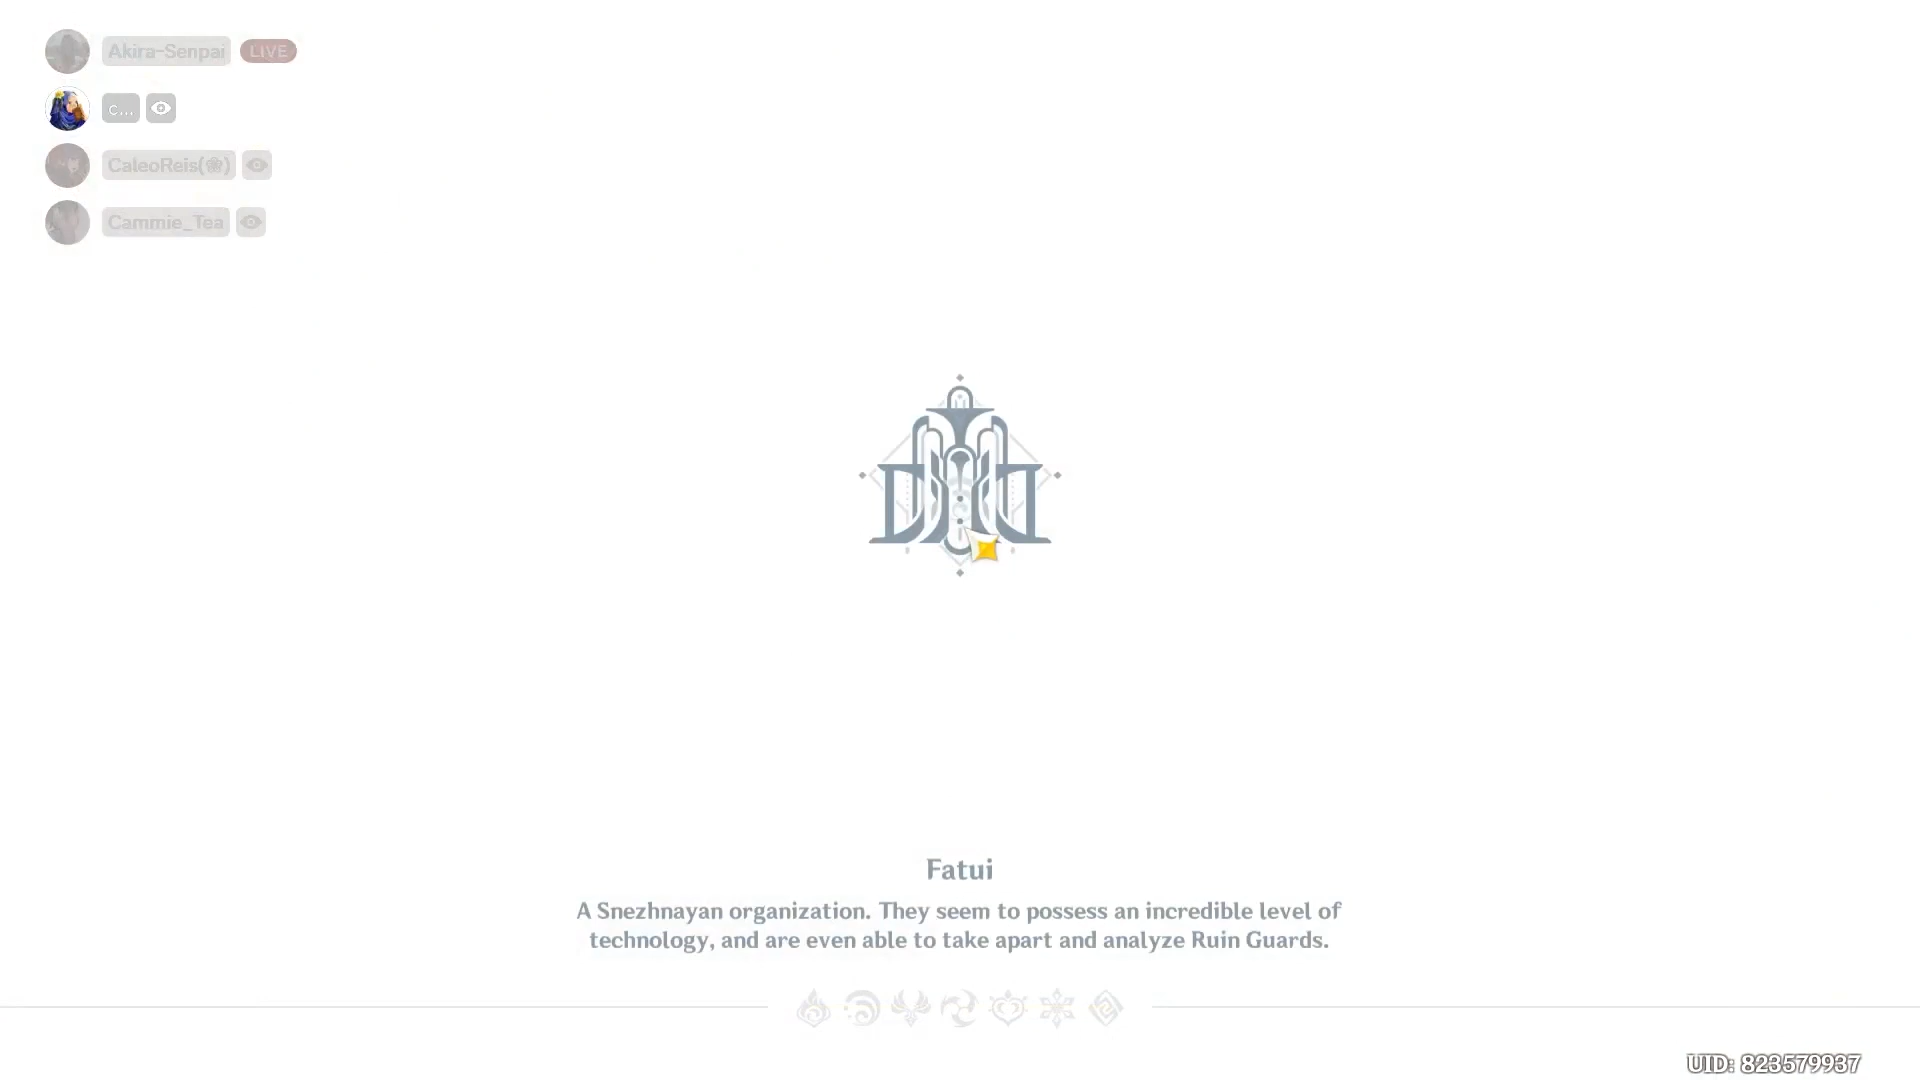 Akira-Senpai LIVE
c...
CaleoReis(❀)
Cammie_Tea
Fatui
A Snezhnayan organization. They seem to possess an incredible level of
technology, and are even able to take apart and analyze Ruin Guards.
UID: 823579937